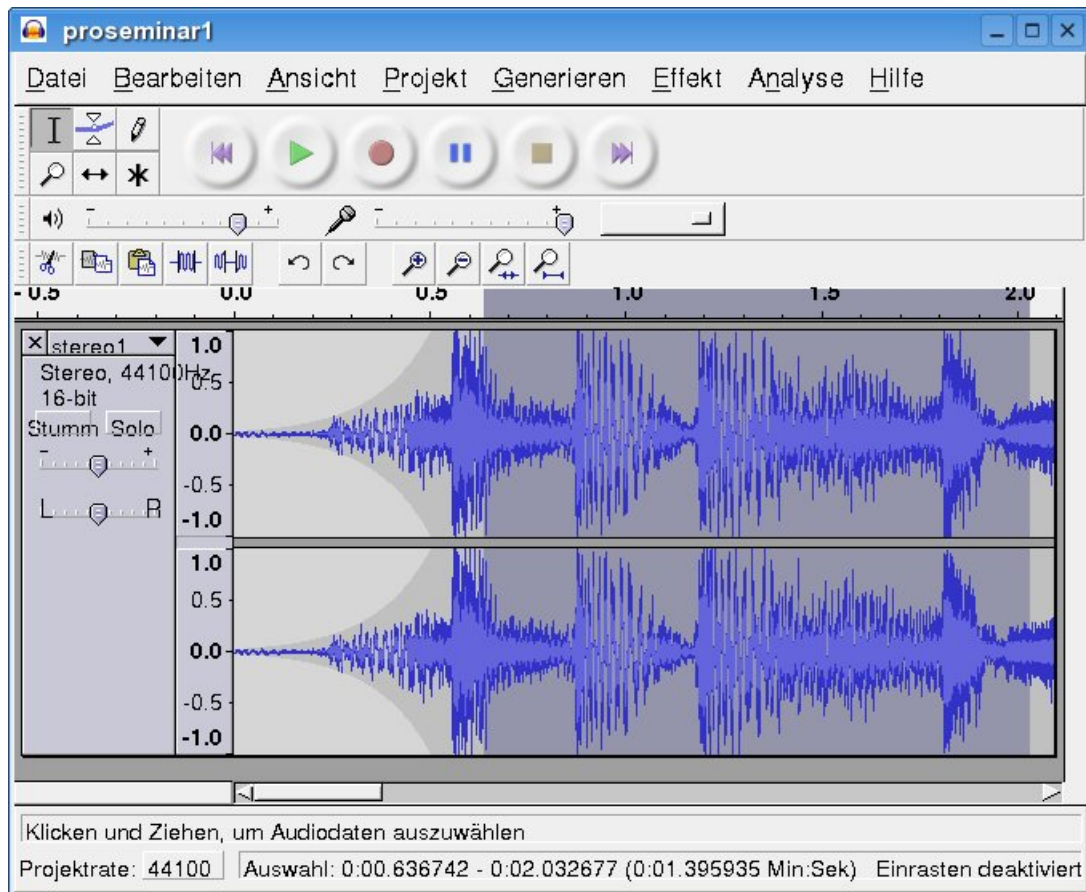 proseminar1
Datei Bearbeiten Ansicht Projekt Generieren Effekt Analyse Hilfe
- + - +
- 0.5 0.0 0.5 1.0 1.5 2.0
× stereo1
Stereo, 44100Hz
16-bit
Stumm Solo
- +
L R
1.0
0.5
0.0
-0.5
-1.0
1.0
0.5
0.0
-0.5
-1.0
Klicken und Ziehen, um Audiodaten auszuwählen
Projektrate: 44100 Auswahl: 0:00.636742 - 0:02.032677 (0:01.395935 Min:Sek) Einrasten deaktiviert